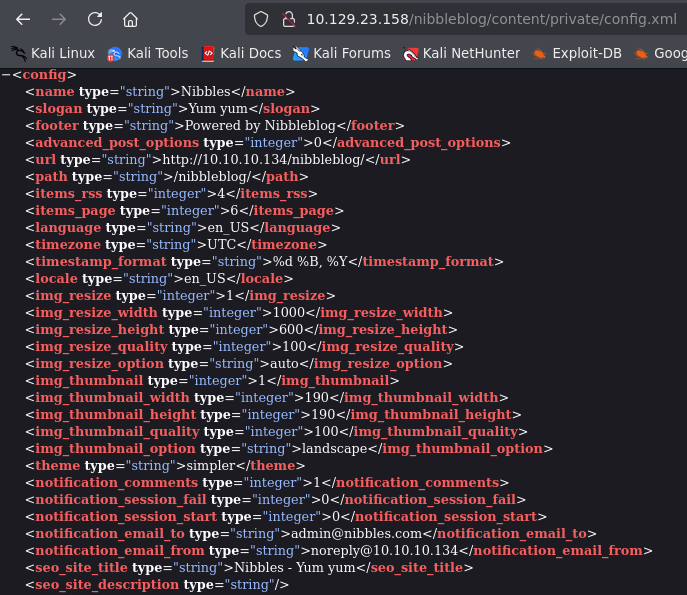 10.129.23.158/nibbleblog/content/private/config.xml
Kali Linux Kali Tools Kali Docs Kali Forums Kali NetHunter Exploit-DB Goog
−<config>
<name type="string">Nibbles</name>
<slogan type="string">Yum yum</slogan>
<footer type="string">Powered by Nibbleblog</footer>
<advanced_post_options type="integer">0</advanced_post_options>
<url type="string">http://10.10.10.134/nibbleblog/</url>
<path type="string">/nibbleblog/</path>
<items_rss type="integer">4</items_rss>
<items_page type="integer">6</items_page>
<language type="string">en_US</language>
<timezone type="string">UTC</timezone>
<timestamp_format type="string">%d %B, %Y</timestamp_format>
<locale type="string">en_US</locale>
<img_resize type="integer">1</img_resize>
<img_resize_width type="integer">1000</img_resize_width>
<img_resize_height type="integer">600</img_resize_height>
<img_resize_quality type="integer">100</img_resize_quality>
<img_resize_option type="string">auto</img_resize_option>
<img_thumbnail type="integer">1</img_thumbnail>
<img_thumbnail_width type="integer">190</img_thumbnail_width>
<img_thumbnail_height type="integer">190</img_thumbnail_height>
<img_thumbnail_quality type="integer">100</img_thumbnail_quality>
<img_thumbnail_option type="string">landscape</img_thumbnail_option>
<theme type="string">simpler</theme>
<notification_comments type="integer">1</notification_comments>
<notification_session_fail type="integer">0</notification_session_fail>
<notification_session_start type="integer">0</notification_session_start>
<notification_email_to type="string">admin@nibbles.com</notification_email_to>
<notification_email_from type="string">noreply@10.10.10.134</notification_email_from>
<seo_site_title type="string">Nibbles - Yum yum</seo_site_title>
<seo_site_description type="string"/>